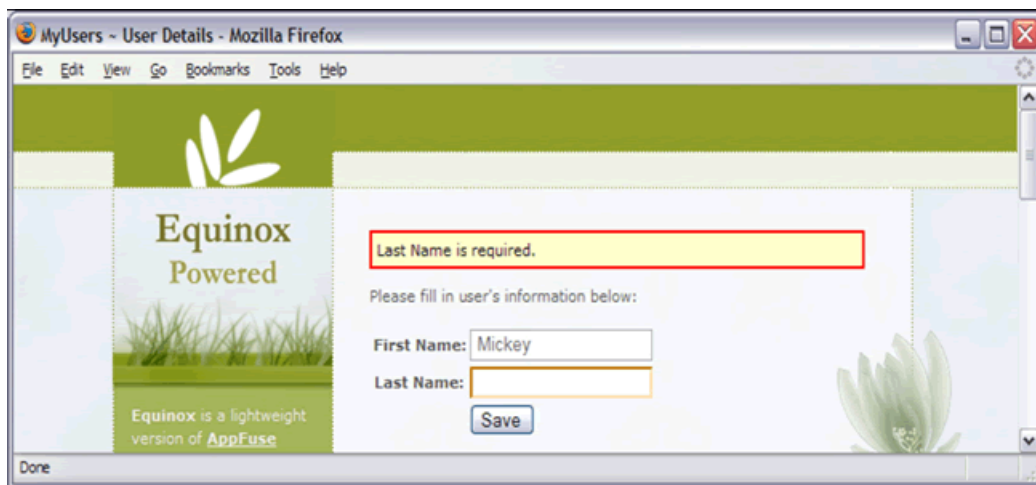 MyUsers ~ User Details - Mozilla Firefox
File Edit View Go Bookmarks Tools Help
Equinox
Powered
Equinox is a lightweight
version of AppFuse
Last Name is required.
Please fill in user's information below:
First Name: Mickey
Last Name:
Save
Done